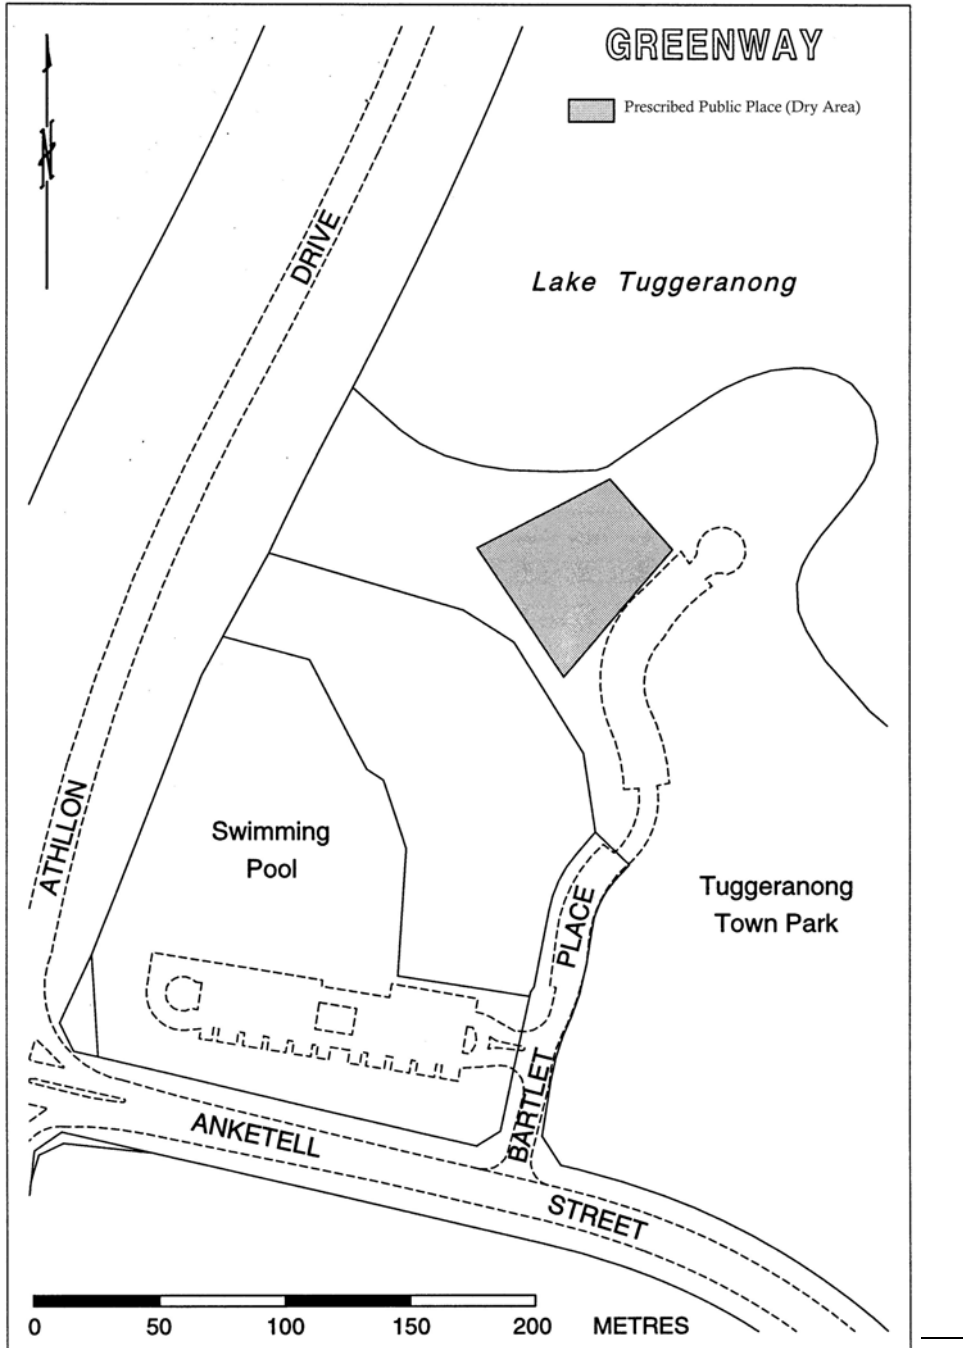 GREENWAY
Prescribed Public Place (Dry Area)
N
DRIVE
Lake Tuggeranong
ATHLLON
Swimming
Pool
PLACE
Tuggeranong
Town Park
BARTLET
ANKETELL
STREET
0 50 100 150 200 METRES